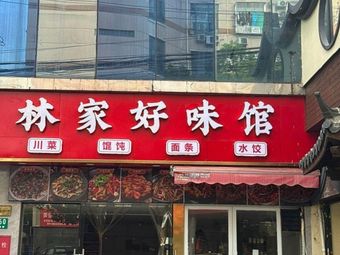 林家好味馆
川菜 馄饨 面条 水饺